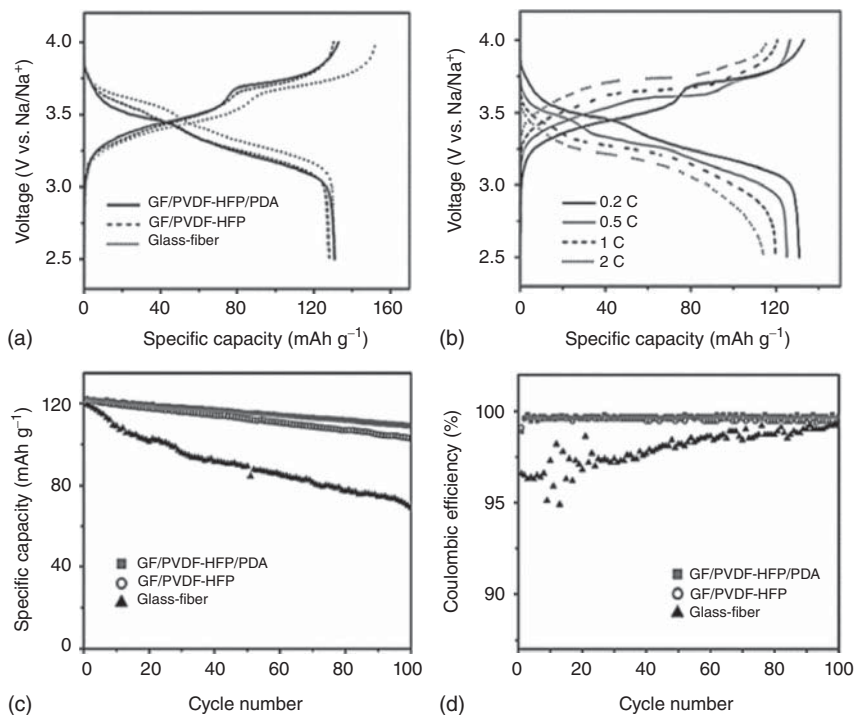 4.0
3.5
3.0
2.5
Voltage (V vs. Na/Na⁺)
GF/PVDF-HFP/PDA
GF/PVDF-HFP
Glass-fiber
0 40 80 120 160
(a) Specific capacity (mAh g⁻¹)
4.0
3.5
3.0
2.5
Voltage (V vs. Na/Na⁺)
0.2 C
0.5 C
1 C
2 C
0 40 80 120
(b) Specific capacity (mAh g⁻¹)
120
80
40
0
Specific capacity (mAh g⁻¹)
GF/PVDF-HFP/PDA
GF/PVDF-HFP
Glass-fiber
0 20 40 60 80 100
(c) Cycle number
100
95
90
Coulombic efficiency (%)
GF/PVDF-HFP/PDA
GF/PVDF-HFP
Glass-fiber
0 20 40 60 80 100
(d) Cycle number